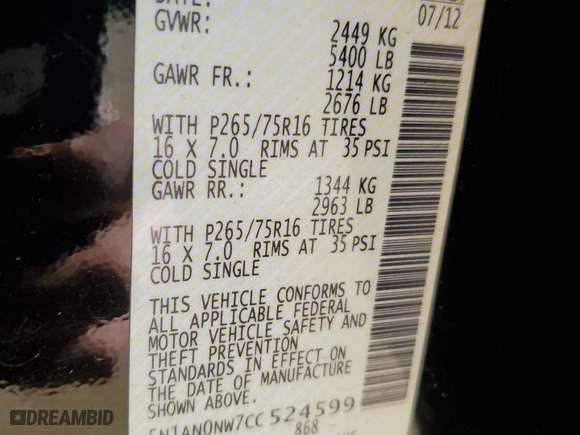 DATE:
07/12
GVWR: 2449 KG
5400 LB
GAWR FR.: 1214 KG
2676 LB
WITH P265/75R16 TIRES
16 X 7.0 RIMS AT 35 PSI
COLD SINGLE
GAWR RR.: 1344 KG
2963 LB
WITH P265/75R16 TIRES
16 X 7.0 RIMS AT 35 PSI
COLD SINGLE
THIS VEHICLE CONFORMS TO
ALL APPLICABLE FEDERAL
MOTOR VEHICLE SAFETY AND
THEFT PREVENTION
STANDARDS IN EFFECT ON
THE DATE OF MANUFACTURE
SHOWN ABOVE.
5N1AN0NW7CC524599
868
DREAMBID